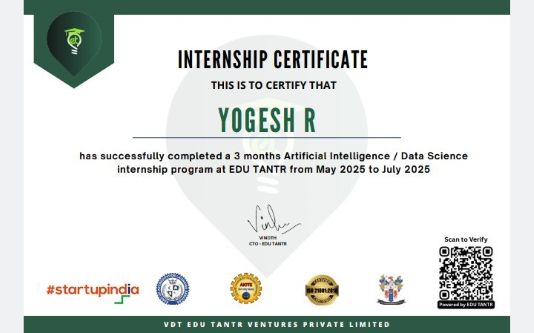 INTERNSHIP CERTIFICATE
THIS IS TO CERTIFY THAT
YOGESH R
has successfully completed a 3 months Artificial Intelligence / Data Science
internship program at EDU TANTR from May 2025 to July 2025
VINOTH
CTO - EDU TANTR
Scan to Verify
#startupindia
AICTE
ISO 21001:2018
Powered by EDU TANTR
VDT EDU TANTR VENTURES PRIVATE LIMITED